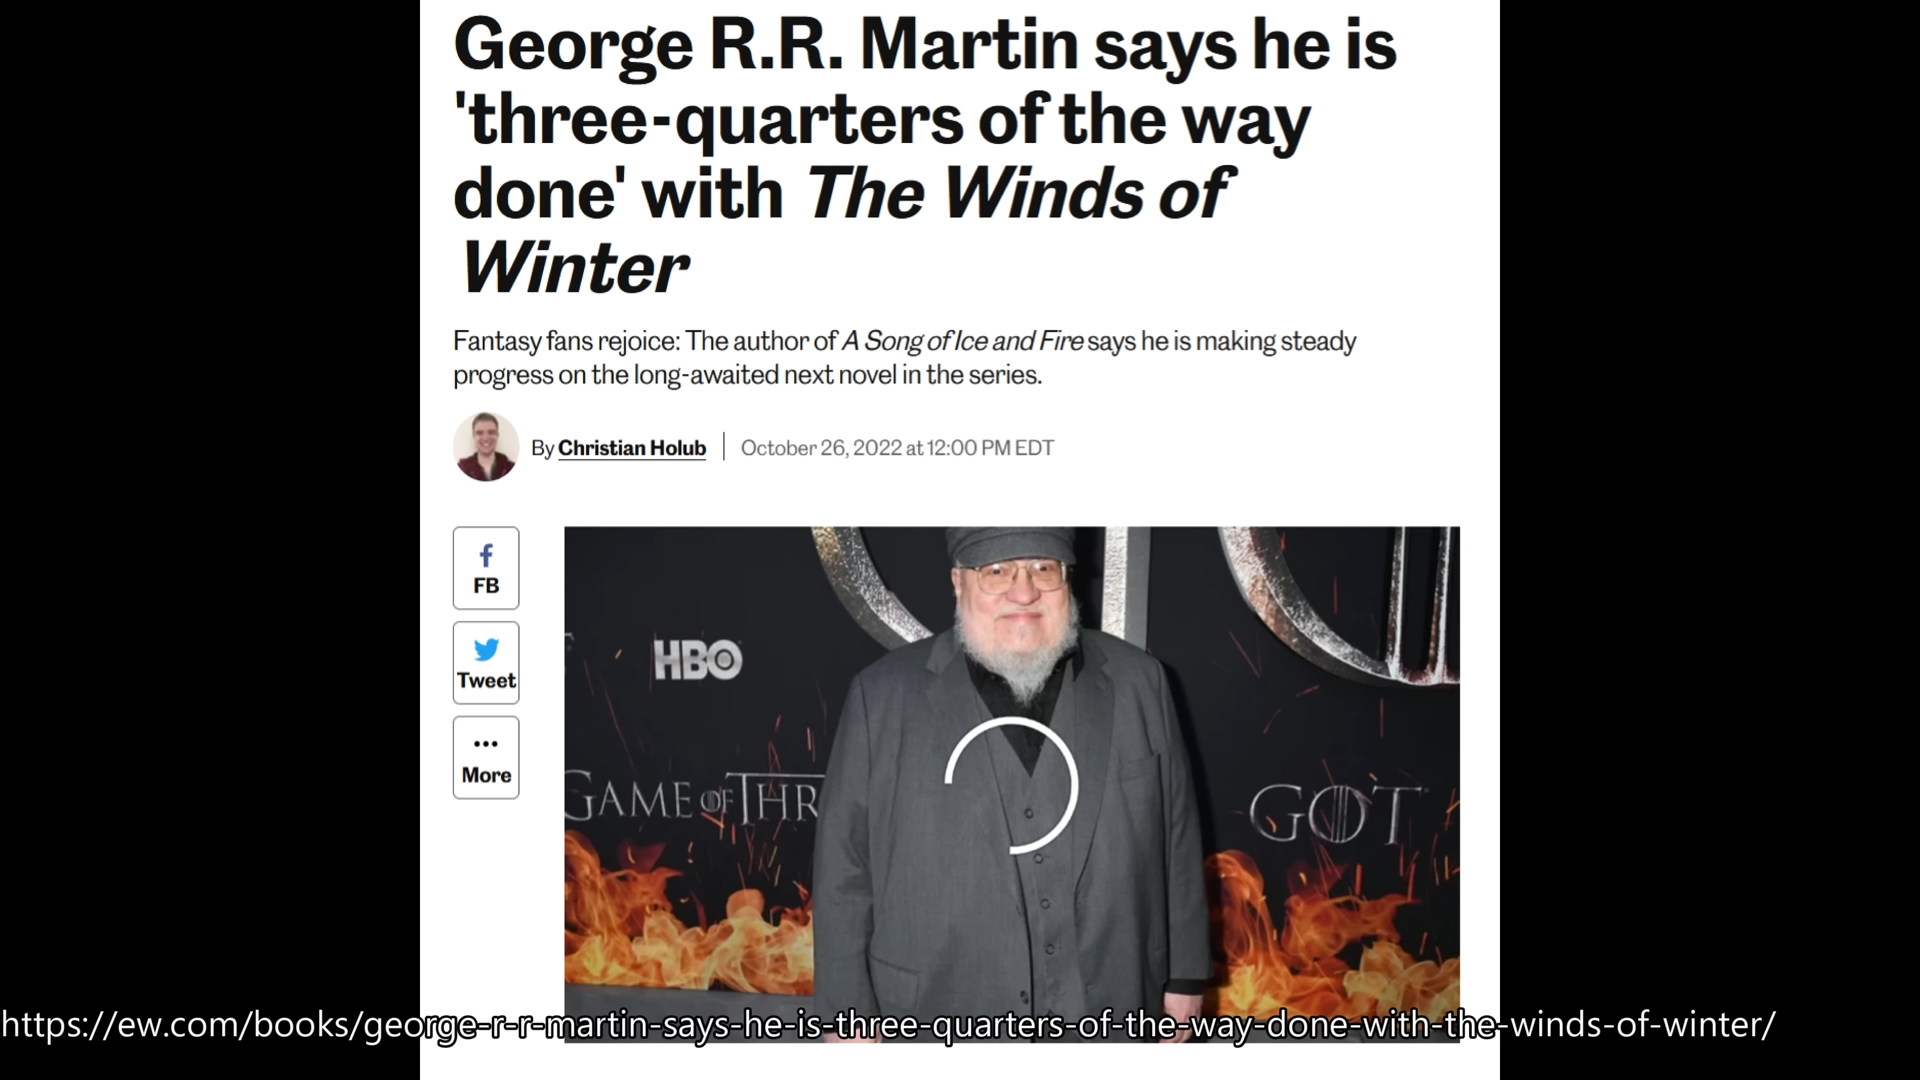 George R.R. Martin says he is
'three-quarters of the way
done' with The Winds of
Winter
Fantasy fans rejoice: The author of A Song of Ice and Fire says he is making steady
progress on the long-awaited next novel in the series.
By Christian Holub | October 26, 2022 at 12:00 PM EDT
FB
Tweet
More
HBO
GAME OF THR
GOT
https://ew.com/books/george-r-r-martin-says-he-is-three-quarters-of-the-way-done-with-the-winds-of-winter/